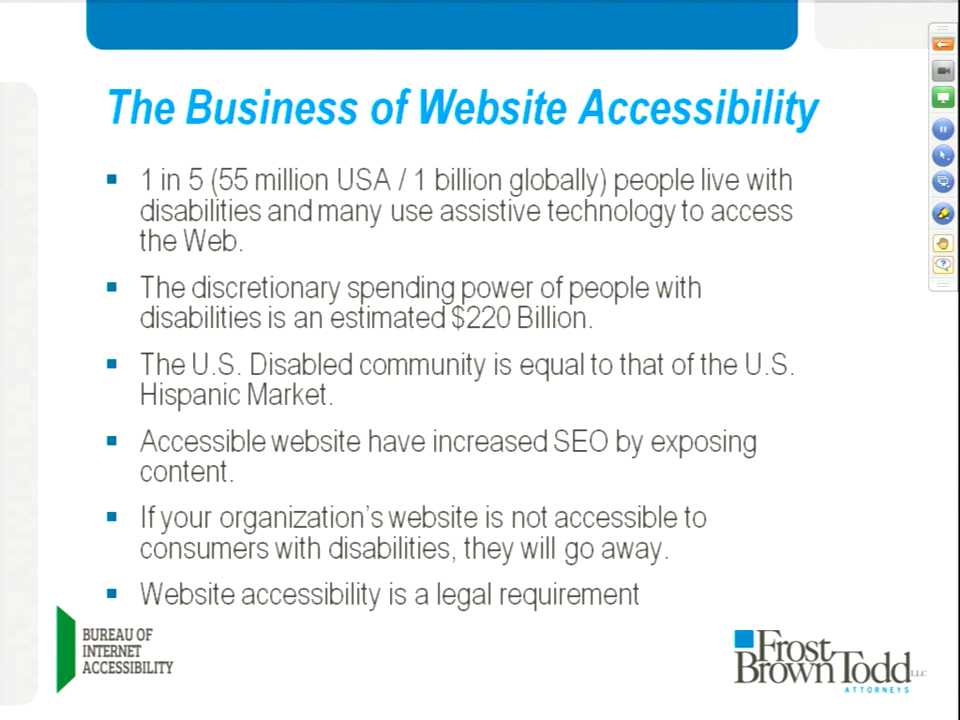 The Business of Website Accessibility
1 in 5 (55 million USA / 1 billion globally) people live with
disabilities and many use assistive technology to access
the Web.
The discretionary spending power of people with
disabilities is an estimated $220 Billion.
The U.S. Disabled community is equal to that of the U.S.
Hispanic Market.
Accessible website have increased SEO by exposing
content.
If your organization's website is not accessible to
consumers with disabilities, they will go away.
Website accessibility is a legal requirement
BUREAU OF
INTERNET
ACCESSIBILITY
Frost
Brown Todd LLC
ATTORNEYS